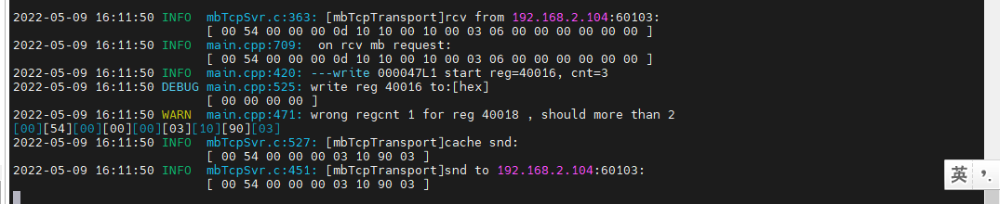 2022-05-09 16:11:50 INFO  mbTcpSvr.c:363: [mbTcpTransport]rcv from 192.168.2.104:60103:
[ 00 54 00 00 00 0d 10 10 00 10 00 03 06 00 00 00 00 00 00 ]
2022-05-09 16:11:50 INFO  main.cpp:709:  on rcv mb request:
[ 00 54 00 00 00 0d 10 10 00 10 00 03 06 00 00 00 00 00 00 ]
2022-05-09 16:11:50 INFO  main.cpp:420: ---write 000047L1 start reg=40016, cnt=3
2022-05-09 16:11:50 DEBUG main.cpp:525: write reg 40016 to:[hex]
[ 00 00 00 00 ]
2022-05-09 16:11:50 WARN  main.cpp:471: wrong regcnt 1 for reg 40018 , should more than 2
[00][54][00][00][00][03][10][90][03]
2022-05-09 16:11:50 INFO  mbTcpSvr.c:527: [mbTcpTransport]cache snd:
[ 00 54 00 00 00 03 10 90 03 ]
2022-05-09 16:11:50 INFO  mbTcpSvr.c:451: [mbTcpTransport]snd to 192.168.2.104:60103:
[ 00 54 00 00 00 03 10 90 03 ]
英 ❜.